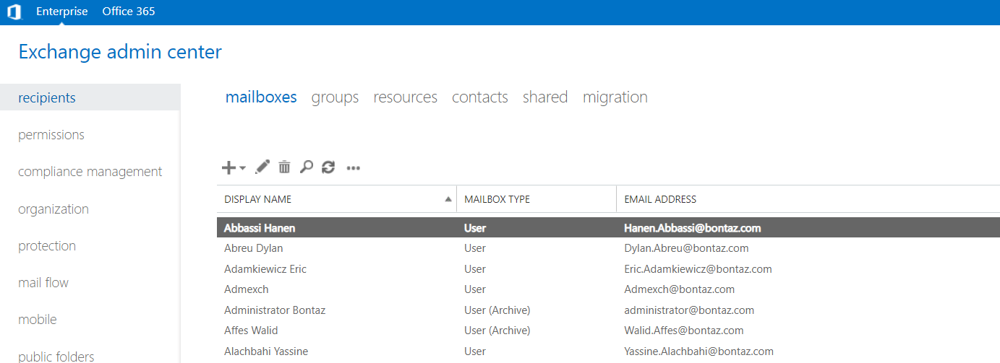 Enterprise Office 365
Exchange admin center
recipients
permissions
compliance management
organization
protection
mail flow
mobile
public folders
mailboxes groups resources contacts shared migration
DISPLAY NAME MAILBOX TYPE EMAIL ADDRESS
Abbassi Hanen User Hanen.Abbassi@bontaz.com
Abreu Dylan User Dylan.Abreu@bontaz.com
Adamkiewicz Eric User Eric.Adamkiewicz@bontaz.com
Admexch User Admexch@bontaz.com
Administrator Bontaz User (Archive) administrator@bontaz.com
Affes Walid User (Archive) Walid.Affes@bontaz.com
Alachbahi Yassine User Yassine.Alachbahi@bontaz.com